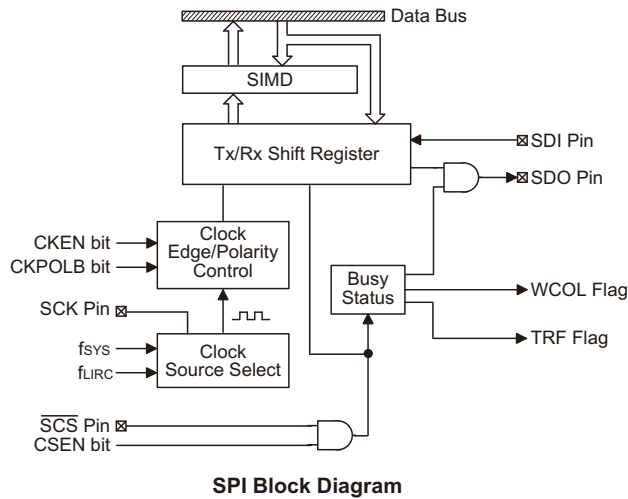 Data Bus
SIMD
Tx/Rx Shift Register
SDI Pin
SDO Pin
CKEN bit
CKPOLB bit
Clock
Edge/Polarity
Control
Busy
Status
WCOL Flag
TRF Flag
SCK Pin
fSYS
fLIRC
Clock
Source Select
SCS Pin
CSEN bit
SPI Block Diagram